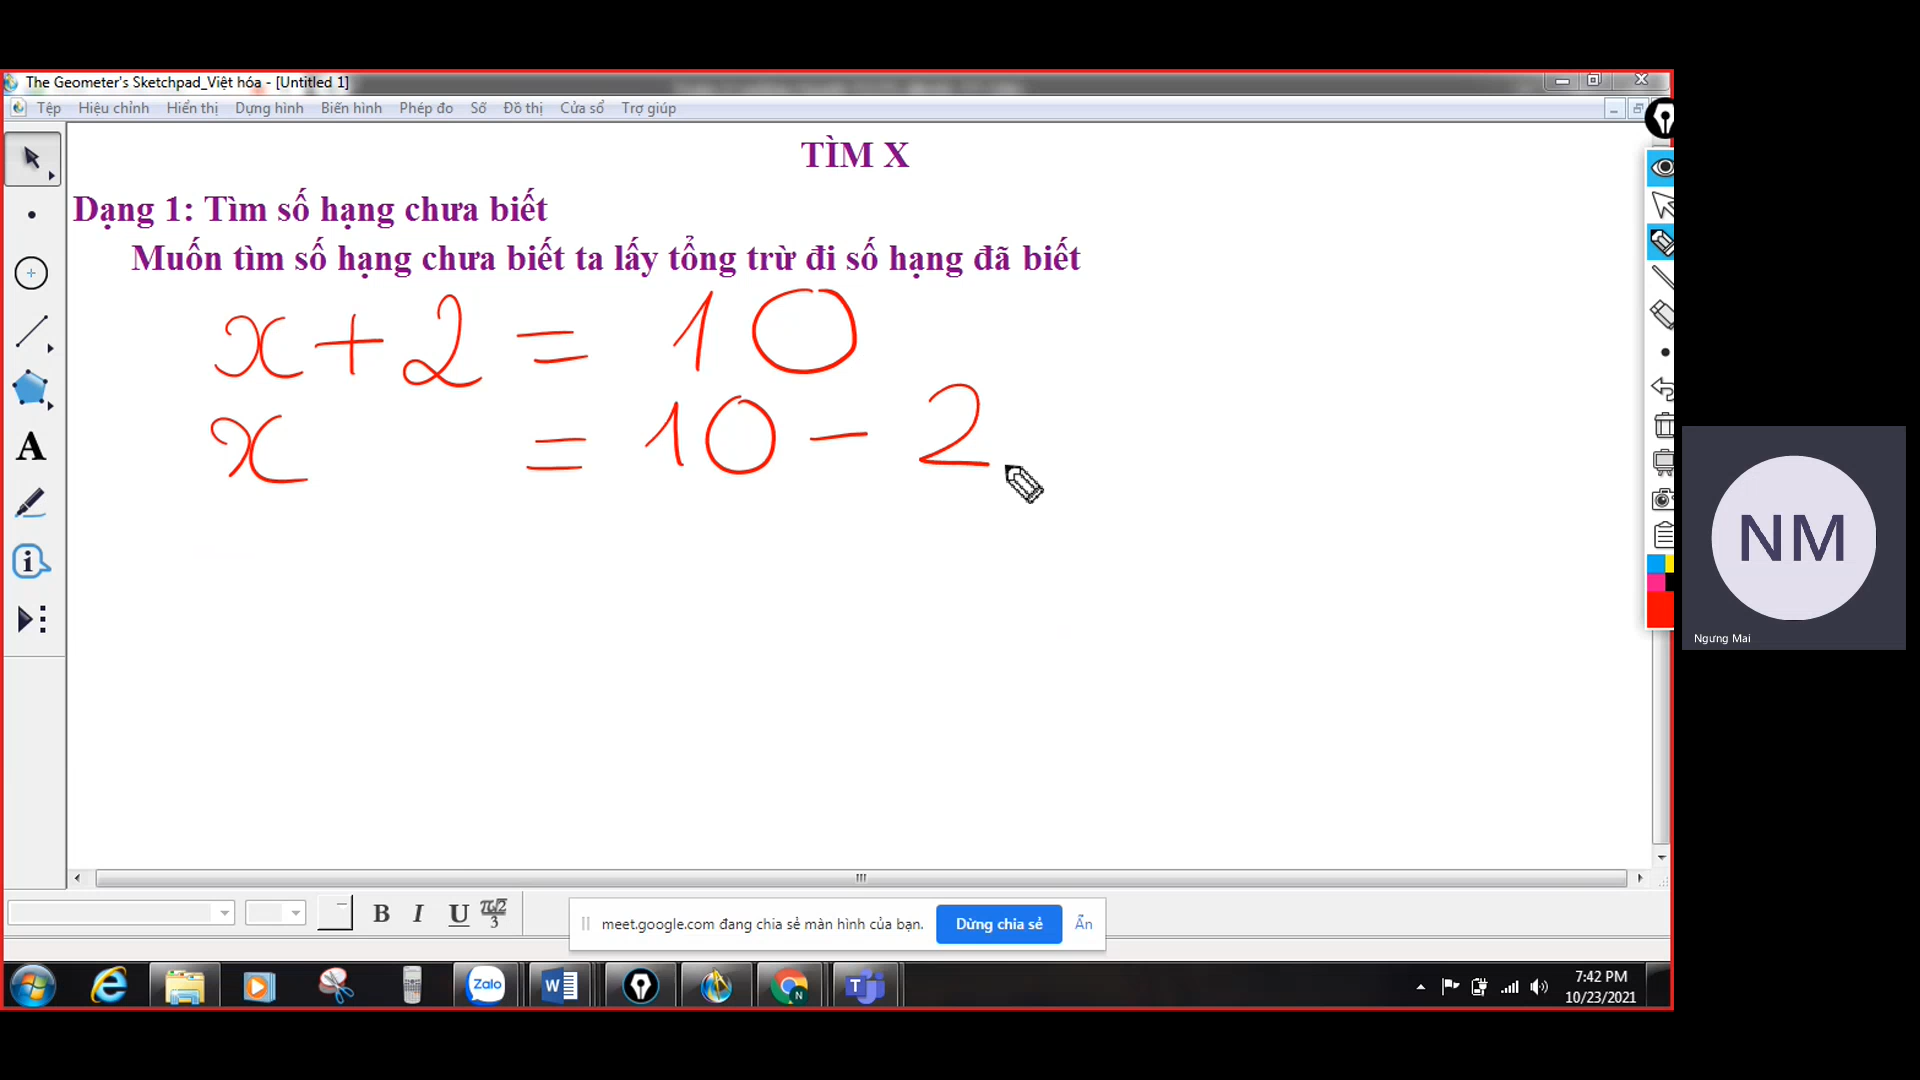 The Geometer's Sketchpad_Việt hóa - [Untitled 1]
Tệp Hiệu chỉnh Hiển thị Dựng hình Biến hình Phép đo Số Đồ thị Cửa sổ Trợ giúp
TÌM X
Dạng 1: Tìm số hạng chưa biết
Muốn tìm số hạng chưa biết ta lấy tổng trừ đi số hạng đã biết
x + 2 = 10
x = 10 - 2
A
NM
Ngưng Mai
B I U π√2/3
meet.google.com đang chia sẻ màn hình của bạn. Dừng chia sẻ Ẩn
Zalo W N T
7:42 PM
10/23/2021